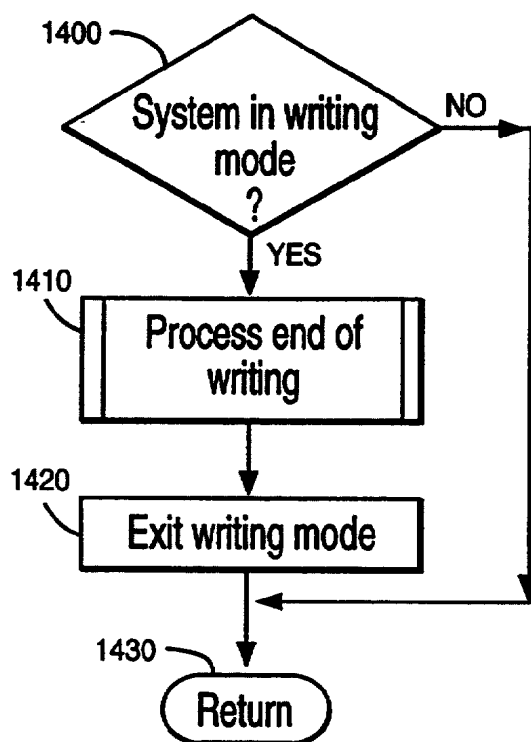 1400
System in writing
mode
?
NO
YES
1410
Process end of
writing
1420
Exit writing mode
1430
Return